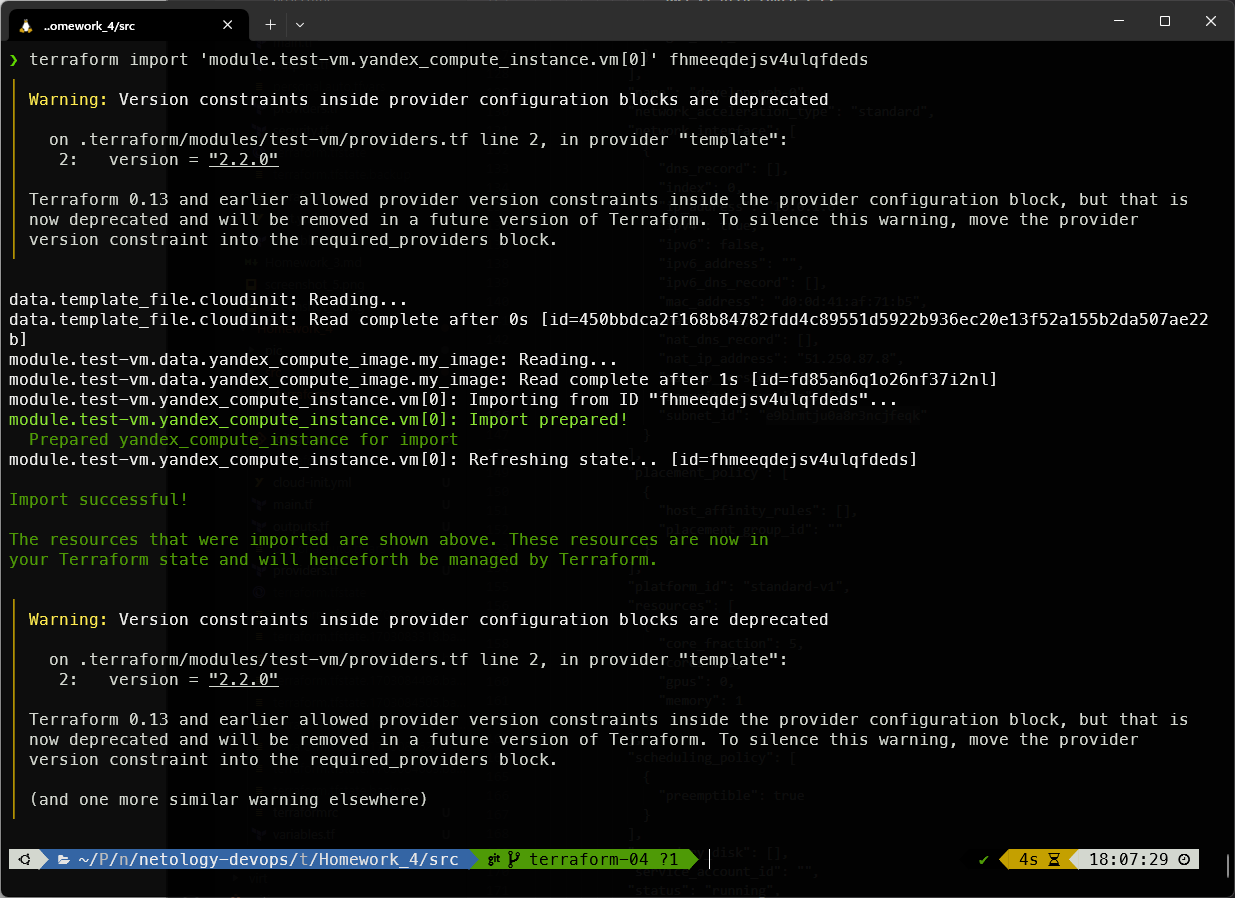 ..omework_4/src
❯ terraform import 'module.test-vm.yandex_compute_instance.vm[0]' fhmeeqdejsv4ulqfdeds
Warning: Version constraints inside provider configuration blocks are deprecated
on .terraform/modules/test-vm/providers.tf line 2, in provider "template":
2:   version = "2.2.0"
Terraform 0.13 and earlier allowed provider version constraints inside the provider configuration block, but that is
now deprecated and will be removed in a future version of Terraform. To silence this warning, move the provider
version constraint into the required_providers block.
data.template_file.cloudinit: Reading...
data.template_file.cloudinit: Read complete after 0s [id=450bbdca2f168b84782fdd4c89551d5922b936ec20e13f52a155b2da507ae22
b]
module.test-vm.data.yandex_compute_image.my_image: Reading...
module.test-vm.data.yandex_compute_image.my_image: Read complete after 1s [id=fd85an6q1o26nf37i2nl]
module.test-vm.yandex_compute_instance.vm[0]: Importing from ID "fhmeeqdejsv4ulqfdeds"...
module.test-vm.yandex_compute_instance.vm[0]: Import prepared!
Prepared yandex_compute_instance for import
module.test-vm.yandex_compute_instance.vm[0]: Refreshing state... [id=fhmeeqdejsv4ulqfdeds]
Import successful!
The resources that were imported are shown above. These resources are now in
your Terraform state and will henceforth be managed by Terraform.
Warning: Version constraints inside provider configuration blocks are deprecated
on .terraform/modules/test-vm/providers.tf line 2, in provider "template":
2:   version = "2.2.0"
Terraform 0.13 and earlier allowed provider version constraints inside the provider configuration block, but that is
now deprecated and will be removed in a future version of Terraform. To silence this warning, move the provider
version constraint into the required_providers block.
(and one more similar warning elsewhere)
~/P/n/netology-devops/t/Homework_4/src git terraform-04 ?1 ✔ 4s 18:07:29